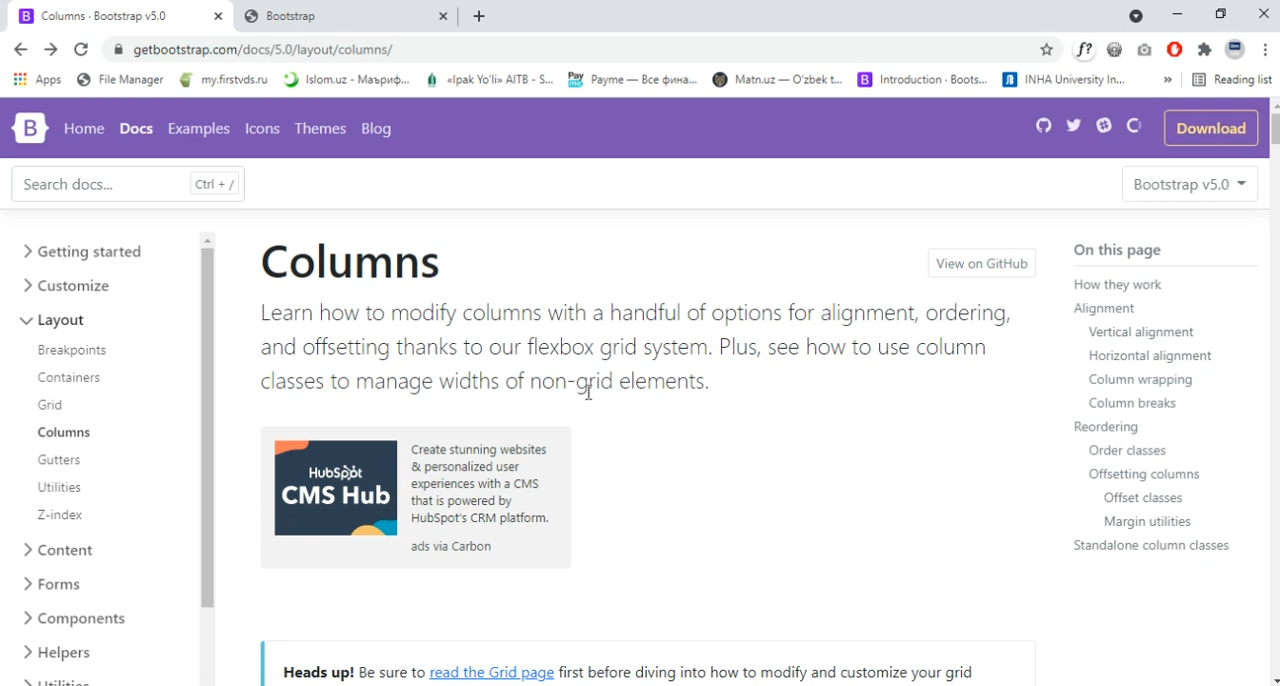 Columns · Bootstrap v5.0
Bootstrap
getbootstrap.com/docs/5.0/layout/columns/
Apps
File Manager
my.firstvds.ru
Islom.uz - Маъриф...
«Ipak Yo'li» AITB - S...
Payme — Все фина...
Matn.uz — O'zbek t...
Introduction · Boots...
INHA University In...
»
Reading list
B
Home
Docs
Examples
Icons
Themes
Blog
Download
Search docs...
Ctrl + /
Bootstrap v5.0
Getting started
Customize
Layout
Breakpoints
Containers
Grid
Columns
Gutters
Utilities
Z-index
Content
Forms
Components
Helpers
Utilities
Columns
View on GitHub
Learn how to modify columns with a handful of options for alignment, ordering,
and offsetting thanks to our flexbox grid system. Plus, see how to use column
classes to manage widths of non-grid elements.
HubSpot
CMS Hub
Create stunning websites
& personalized user
experiences with a CMS
that is powered by
HubSpot's CRM platform.
ads via Carbon
Heads up! Be sure to read the Grid page first before diving into how to modify and customize your grid
On this page
How they work
Alignment
Vertical alignment
Horizontal alignment
Column wrapping
Column breaks
Reordering
Order classes
Offsetting columns
Offset classes
Margin utilities
Standalone column classes